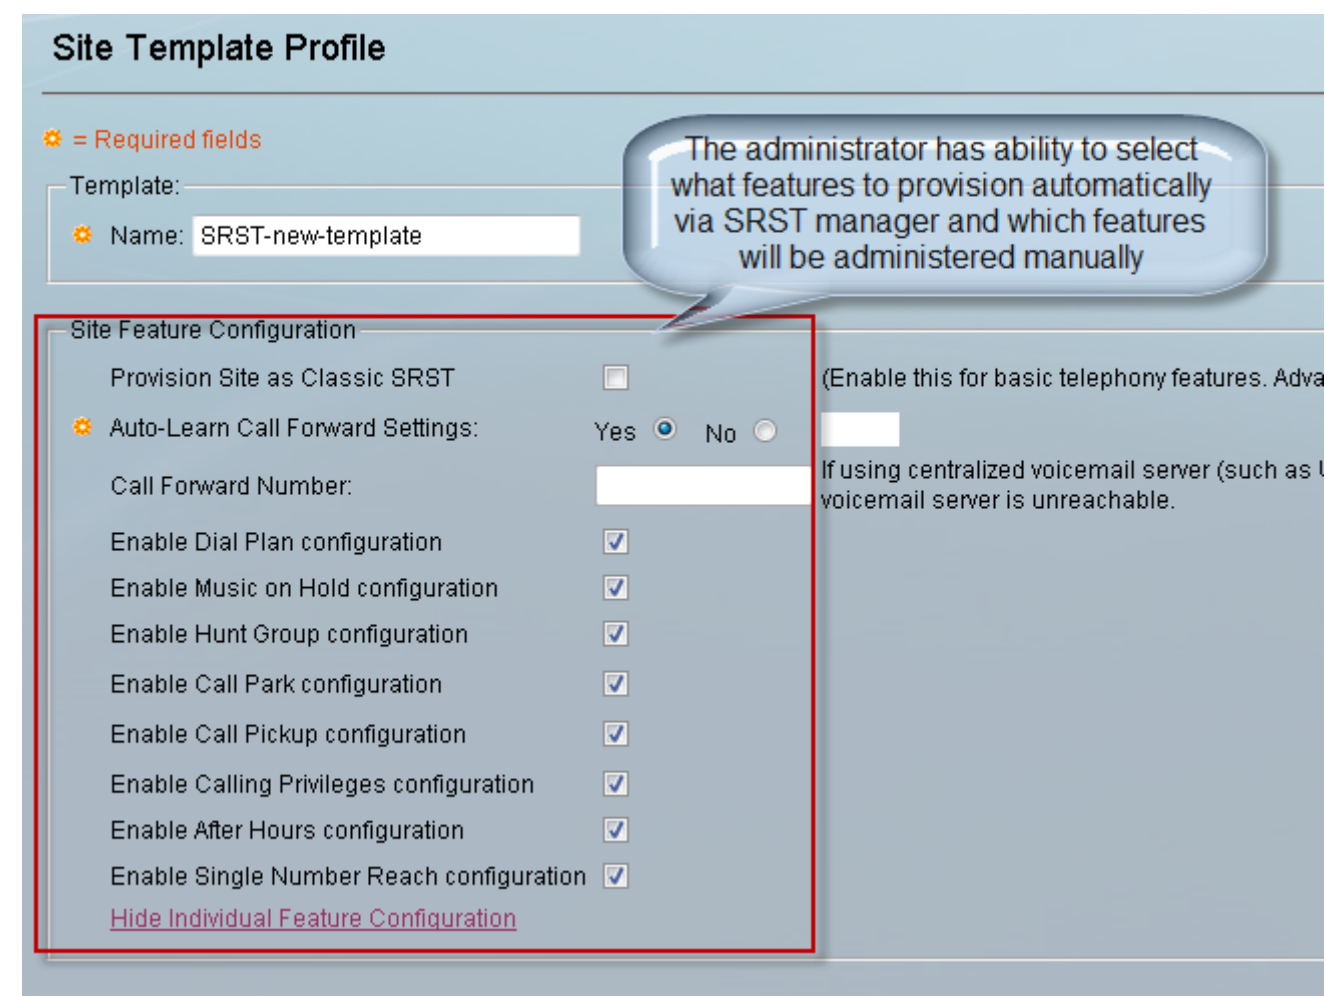 Site Template Profile
= Required fields
The administrator has ability to select
what features to provision automatically
via SRST manager and which features
will be administered manually
Template:
Name: SRST-new-template
Site Feature Configuration
Provision Site as Classic SRST (Enable this for basic telephony features. Adva
Auto-Learn Call Forward Settings: Yes No
Call Forward Number:
If using centralized voicemail server (such as
voicemail server is unreachable.
Enable Dial Plan configuration
Enable Music on Hold configuration
Enable Hunt Group configuration
Enable Call Park configuration
Enable Call Pickup configuration
Enable Calling Privileges configuration
Enable After Hours configuration
Enable Single Number Reach configuration
Hide Individual Feature Configuration